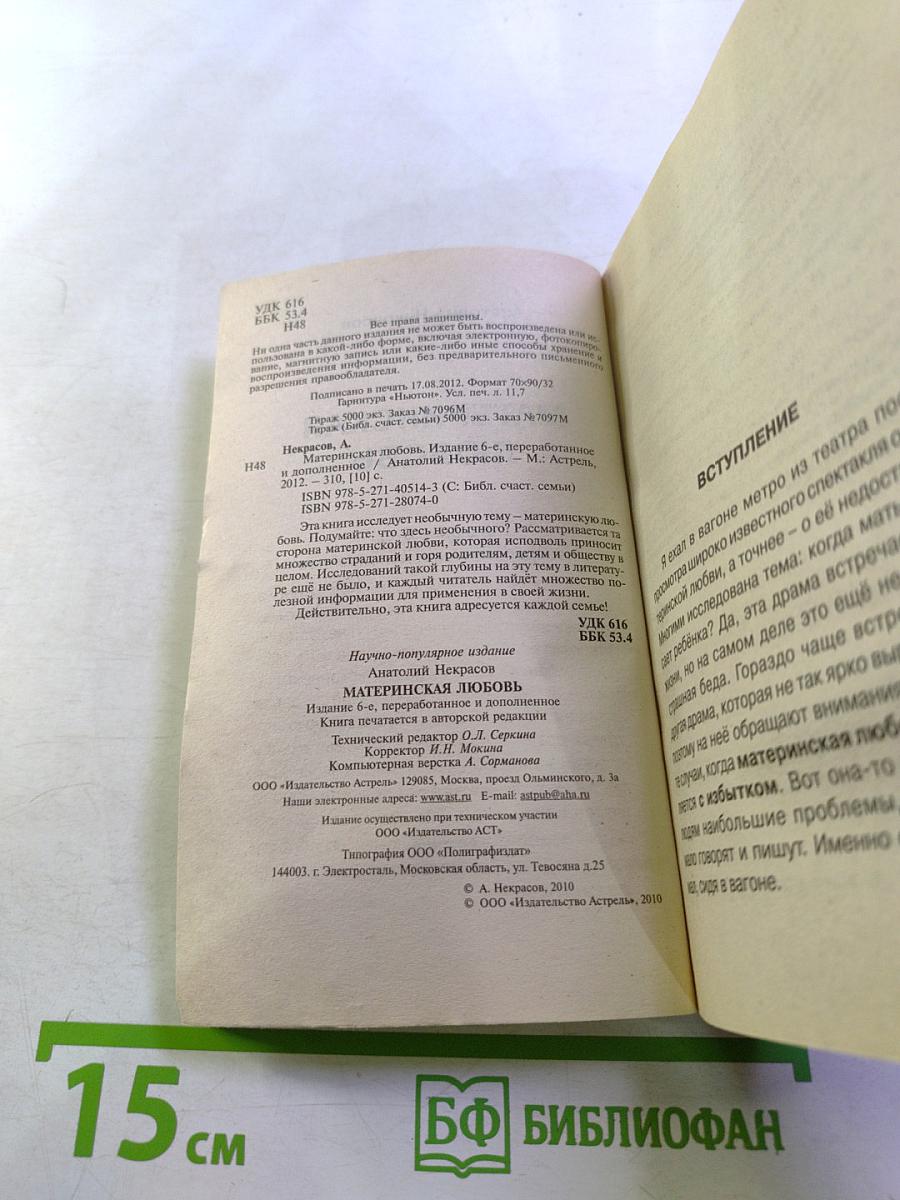 УДК 616
ББК 53.4
Н48
Все права защищены.
Ни одна часть данного издания не может быть воспроизведена или ис-
пользована в какой-либо форме, включая электронную, фотокопиро-
вание, магнитную запись или какие-либо иные способы хранения и
воспроизведения информации, без предварительного письменного
разрешения правообладателя.
Подписано в печать 17.08.2012. Формат 70х90/32
Гарнитура «Ньютон». Усл. печ. л. 11,7
Тираж 5000 экз. Заказ № 7096М
Тираж (Библ. счаст. семьи) 5000 экз. Заказ №7097М
Некрасов, А.
Н48 Материнская любовь. Издание 6-е, переработанное
и дополненное / Анатолий Некрасов. – М.: Астрель,
2012. – 310, [10] с.
ISBN 978-5-271-40514-3 (С: Библ. счаст. семьи)
ISBN 978-5-271-28074-0
Эта книга исследует необычную тему – материнскую лю-
бовь. Подумайте: что здесь необычного? Рассматривается та
сторона материнской любви, которая исподволь приносит
множество страданий и горя родителям, детям и обществу в
целом. Исследований такой глубины на эту тему в литерату-
ре ещё не было, и каждый читатель найдёт множество по-
лезной информации для применения в своей жизни.
Действительно, эта книга адресуется каждой семье!
УДК 616
ББК 53.4
Научно-популярное издание
Анатолий Некрасов
МАТЕРИНСКАЯ ЛЮБОВЬ
Издание 6-е, переработанное и дополненное
Книга печатается в авторской редакции
Технический редактор О.Л. Серкина
Корректор И.Н. Мокина
Компьютерная верстка А. Сорманова
ООО «Издательство Астрель» 129085, Москва, проезд Ольминского, д. 3а
Наши электронные адреса: www.ast.ru E-mail: astpub@aha.ru
Издание осуществлено при техническом участии
ООО «Издательство АСТ»
Типография ООО «Полиграфиздат»
144003. г. Электросталь, Московская область, ул. Тевосяна д.25
© А. Некрасов, 2010
© ООО «Издательство Астрель», 2010
ВСТУПЛЕНИЕ
Я ехал в вагоне метро из театра
просмотра широко известного спектакля
теринской любви, а точнее – о её
Многими исследована тема: когда
ребёнка? Да, эта драма
жизни, но на самом деле это ещё не
страшная беда. Гораздо чаще
другая драма, которая не так ярко
поэтому на неё обращают
те случаи, когда материнская
с избытком. Вот она-то
людям наибольшие проблемы,
мало говорят и пишут. Именно
сидя в вагоне.
15 см
БФ БИБЛИОФАН